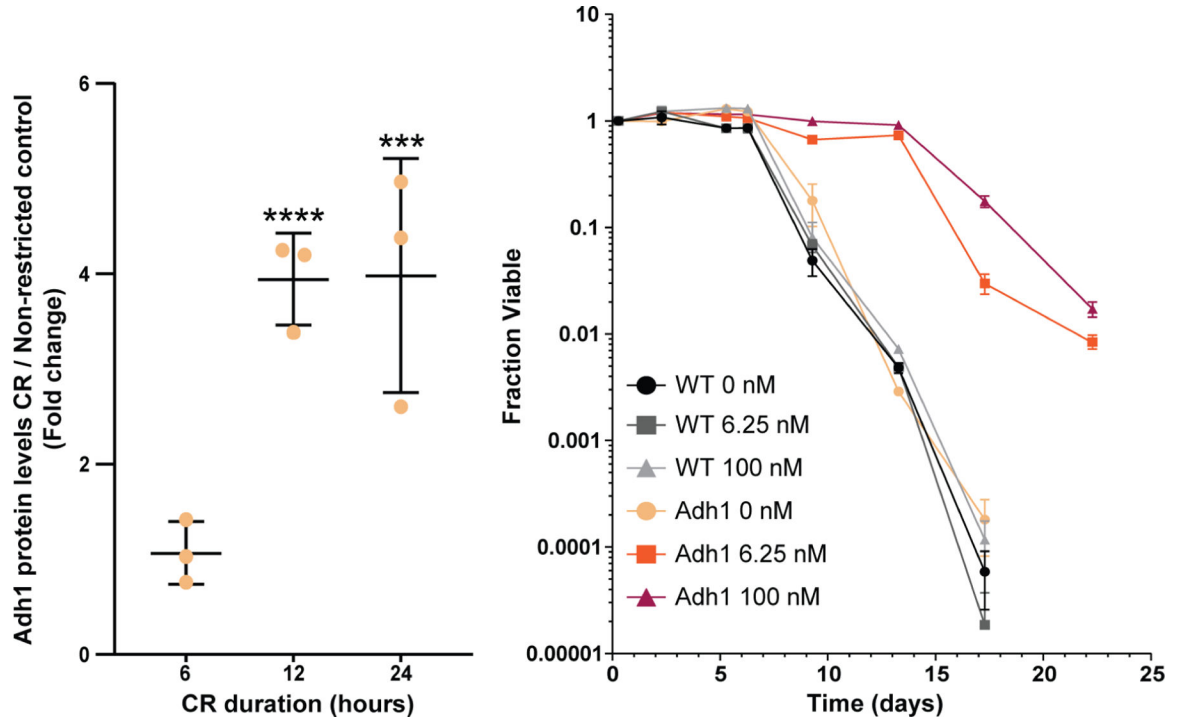 Adh1 protein levels CR / Non-restricted control
(Fold change)
6
4
2
0
****
***
6
12
24
CR duration (hours)
Fraction Viable
10
1
0.1
0.01
0.001
0.0001
0.00001
WT 0 nM
WT 6.25 nM
WT 100 nM
Adh1 0 nM
Adh1 6.25 nM
Adh1 100 nM
0
5
10
15
20
25
Time (days)